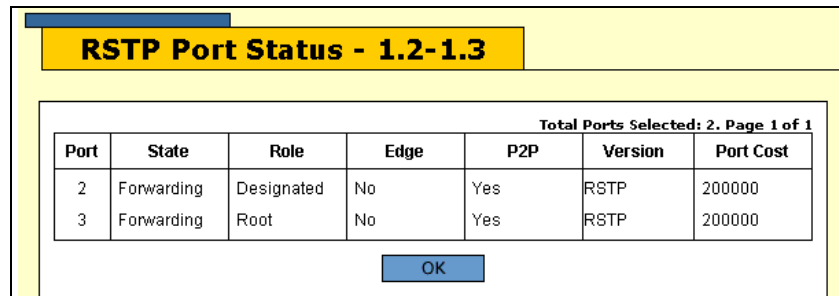 RSTP Port Status - 1.2-1.3
Total Ports Selected: 2. Page 1 of 1
Port State Role Edge P2P Version Port Cost
2 Forwarding Designated No Yes RSTP 200000
3 Forwarding Root No Yes RSTP 200000
OK